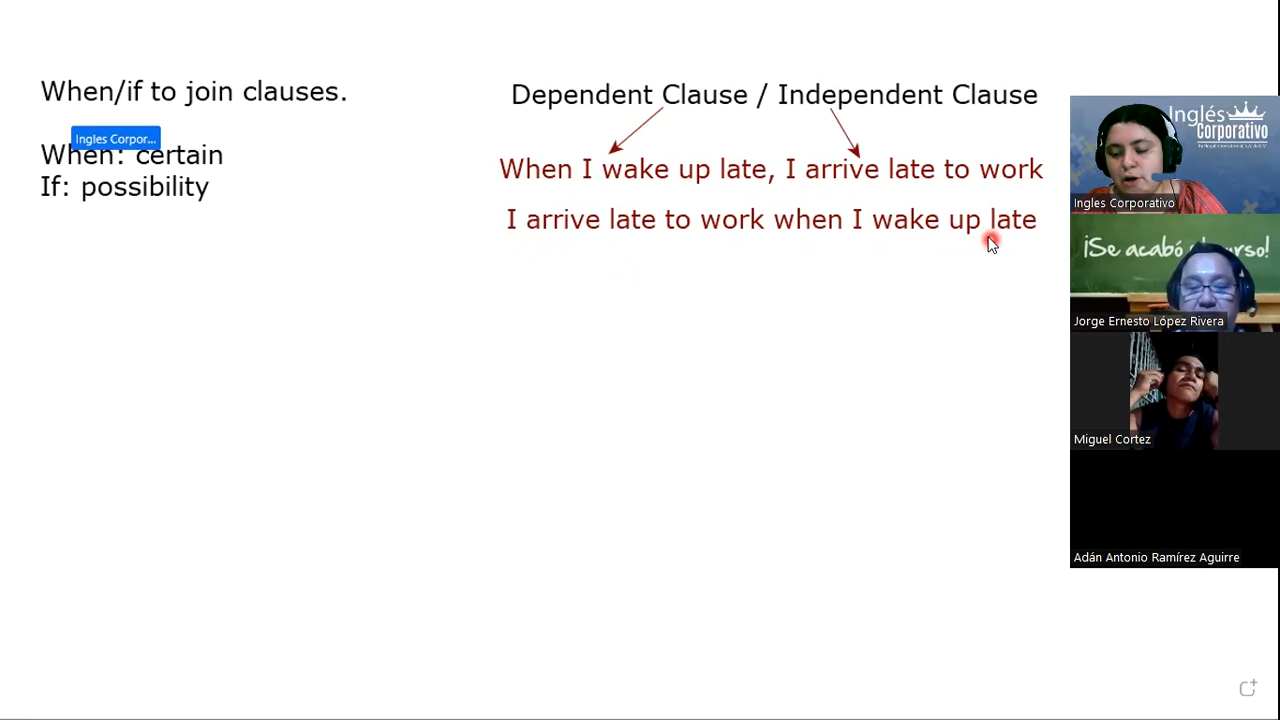 When/if to join clauses.
Ingles Corpor...
When: certain
If: possibility
Dependent Clause / Independent Clause
When I wake up late, I arrive late to work
I arrive late to work when I wake up late
Inglés
Corporativo
Ingles Corporativo
¡Se acabó el curso!
Jorge Ernesto López Rivera
Miguel Cortez
Adán Antonio Ramírez Aguirre